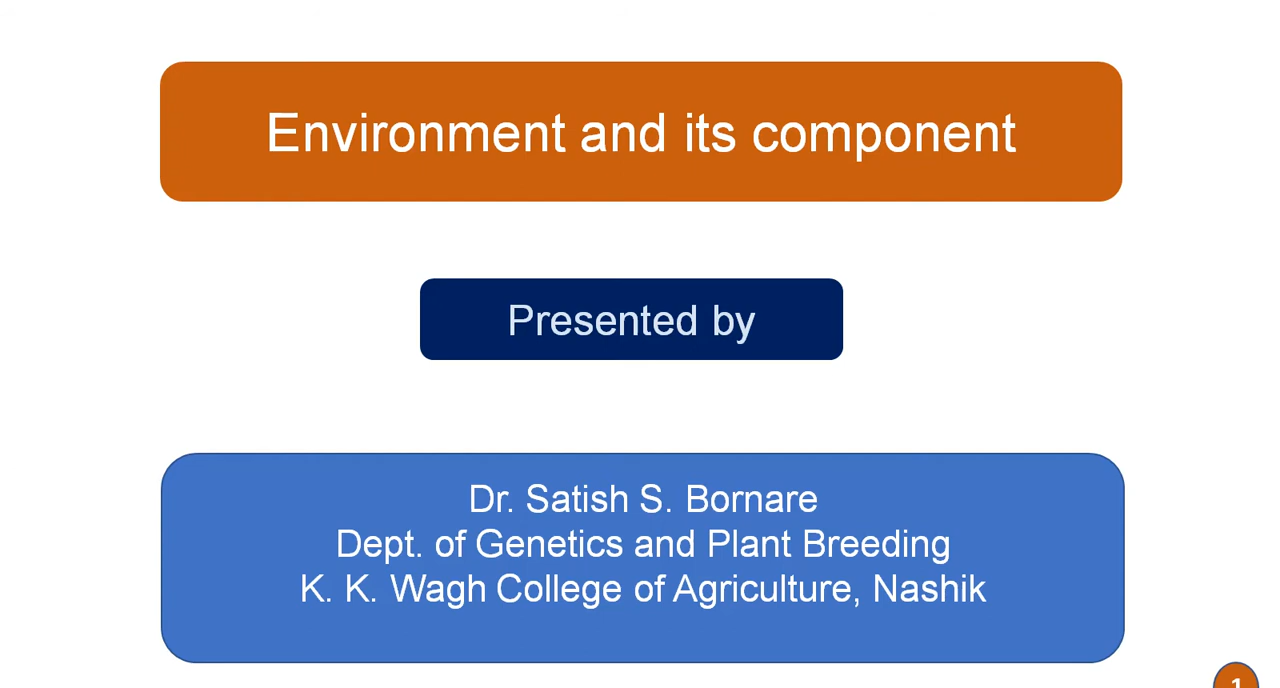 Environment and its component
Presented by
Dr. Satish S. Bornare
Dept. of Genetics and Plant Breeding
K. K. Wagh College of Agriculture, Nashik
1